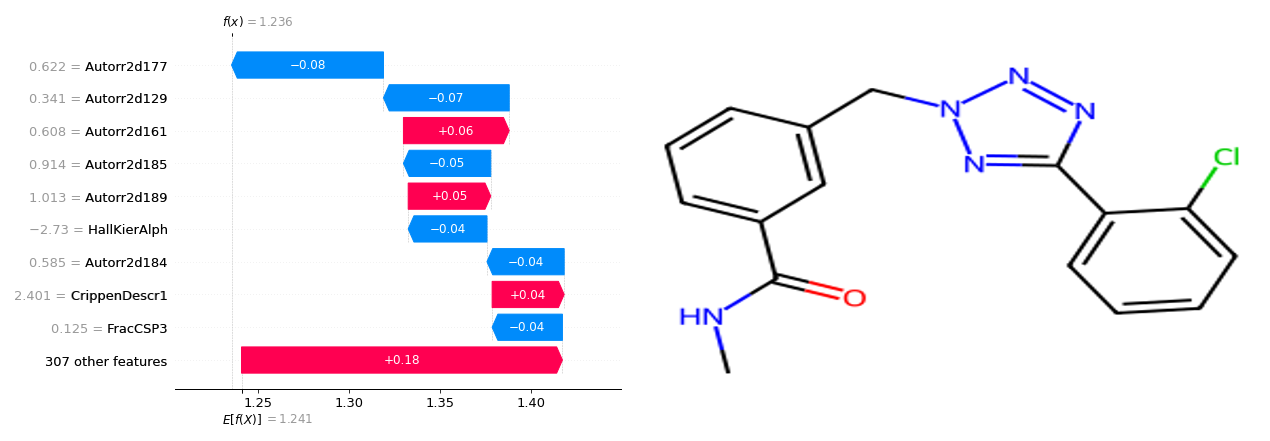 f(x) = 1.236
0.622 = Autorr2d177
−0.08
0.341 = Autorr2d129
−0.07
0.608 = Autorr2d161
+0.06
0.914 = Autorr2d185
−0.05
1.013 = Autorr2d189
+0.05
−2.73 = HallKierAlph
−0.04
0.585 = Autorr2d184
−0.04
2.401 = CrippenDescr1
+0.04
0.125 = FracCSP3
−0.04
307 other features
+0.18
1.25 1.30 1.35 1.40
E[f(X)] = 1.241
N
N
N
N
Cl
O
HN